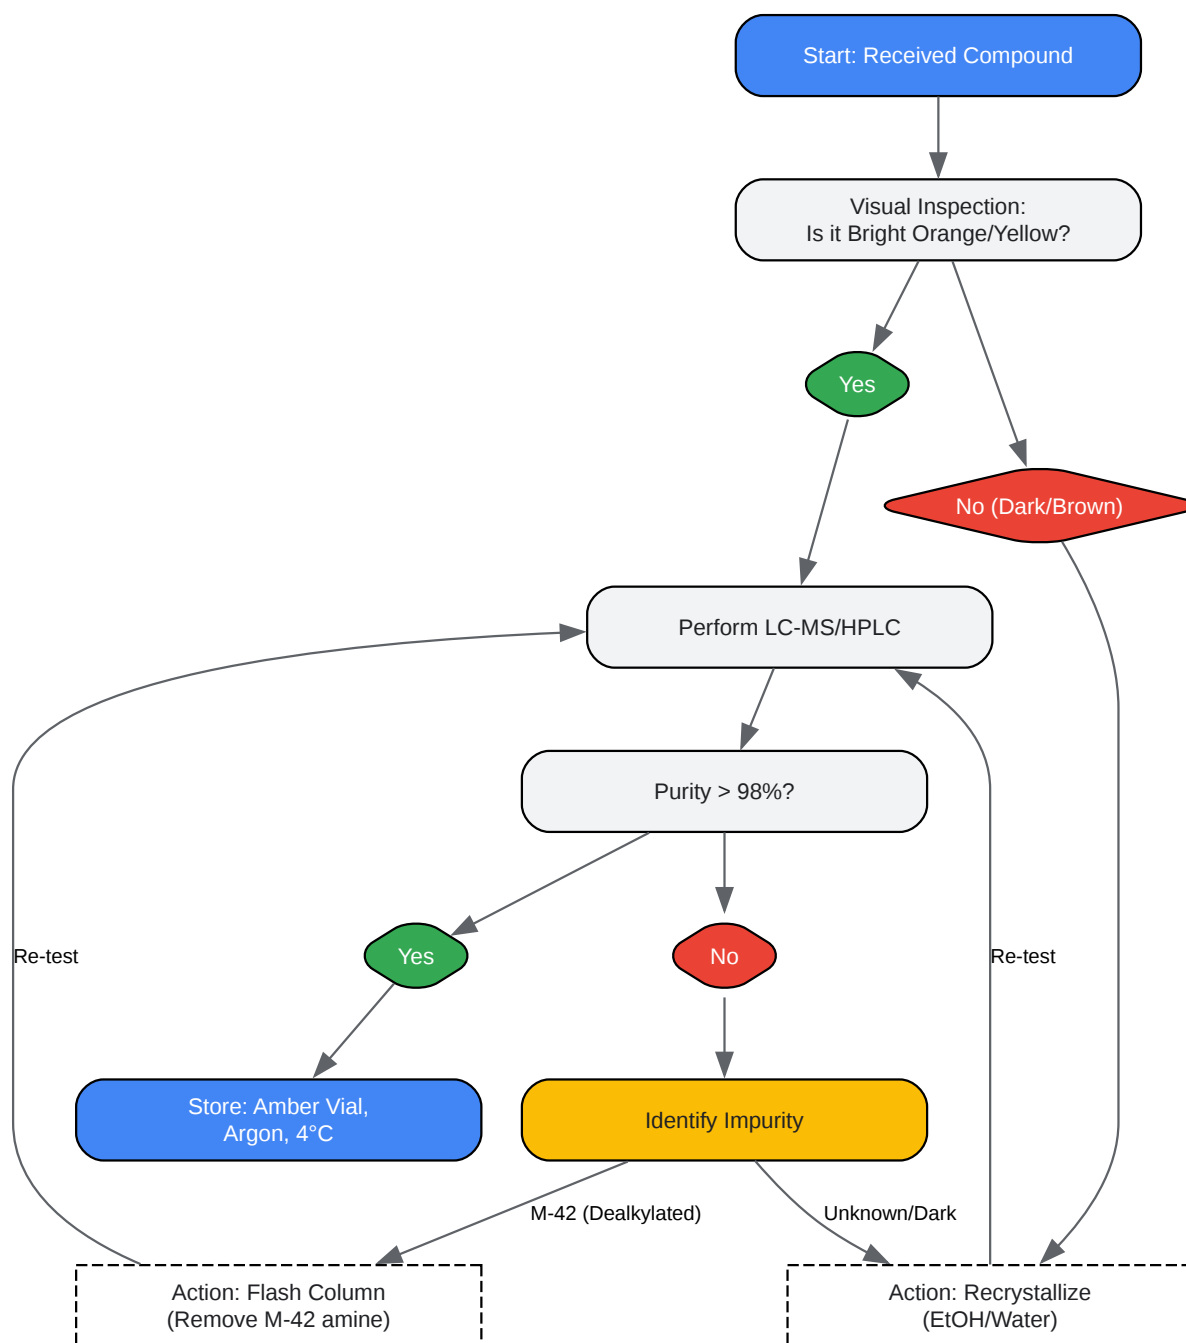 Start: Received Compound
Visual Inspection:
Is it Bright Orange/Yellow?
Yes
No (Dark/Brown)
Perform LC-MS/HPLC
Purity > 98%?
Re-test
Yes
No
Re-test
Store: Amber Vial,
Argon, 4°C
Identify Impurity
M-42 (Dealkylated)
Unknown/Dark
Action: Flash Column
(Remove M-42 amine)
Action: Recrystallize
(EtOH/Water)